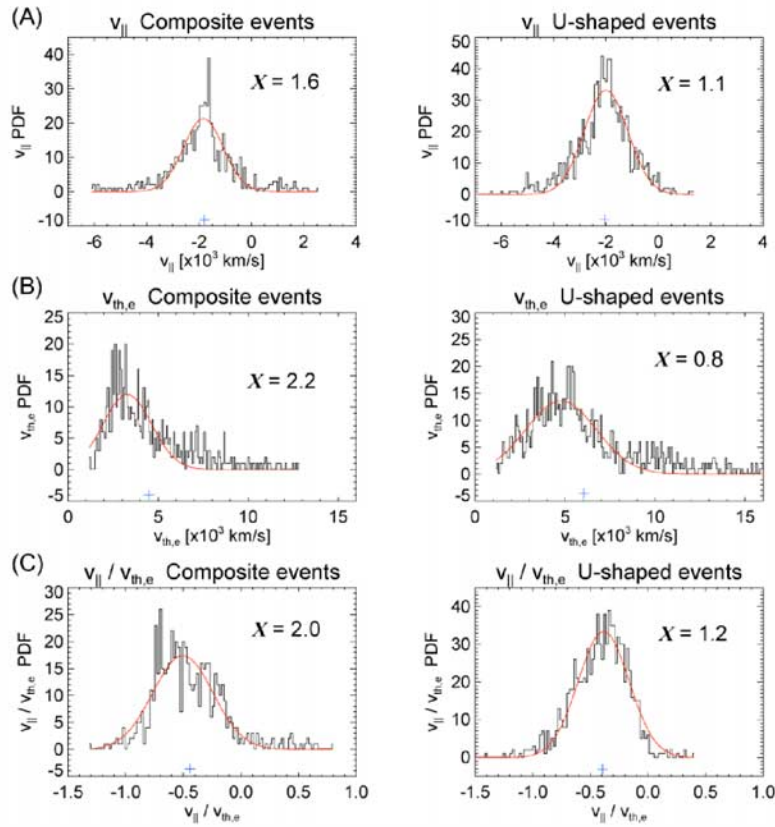 (A)
v|| Composite events
v|| U-shaped events
v|| PDF
50
40
30
20
10
0
-10
X = 1.6
-6 -4 -2 0 2 4
v|| [x10³ km/s]
v|| PDF
50
40
30
20
10
0
-10
X = 1.1
-6 -4 -2 0 2 4
v|| [x10³ km/s]
(B)
vth,e Composite events
vth,e U-shaped events
vth,e PDF
25
20
15
10
5
0
-5
X = 2.2
0 5 10 15
vth,e [x10³ km/s]
vth,e PDF
30
25
20
15
10
5
0
-5
X = 0.8
0 5 10 15
vth,e [x10³ km/s]
(C)
v|| / vth,e Composite events
v|| / vth,e U-shaped events
v|| / vth,e PDF
30
25
20
15
10
5
0
-5
X = 2.0
-1.5 -1.0 -0.5 0.0 0.5 1.0
v|| / vth,e
v|| / vth,e PDF
40
30
20
10
0
X = 1.2
-1.5 -1.0 -0.5 0.0 0.5 1.0
v|| / vth,e